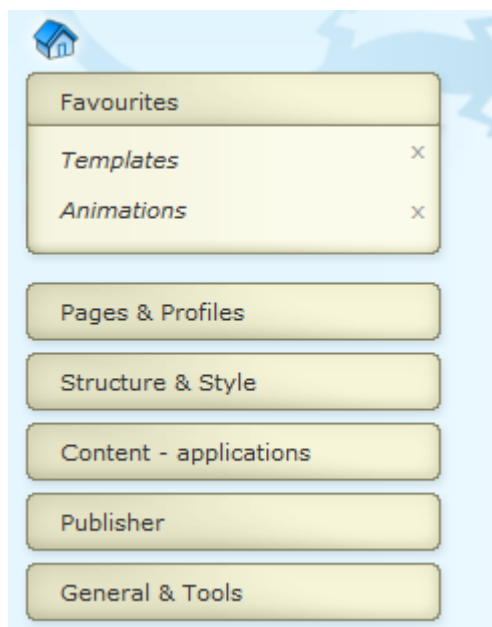 Favourites
Templates x
Animations x
Pages & Profiles
Structure & Style
Content - applications
Publisher
General & Tools